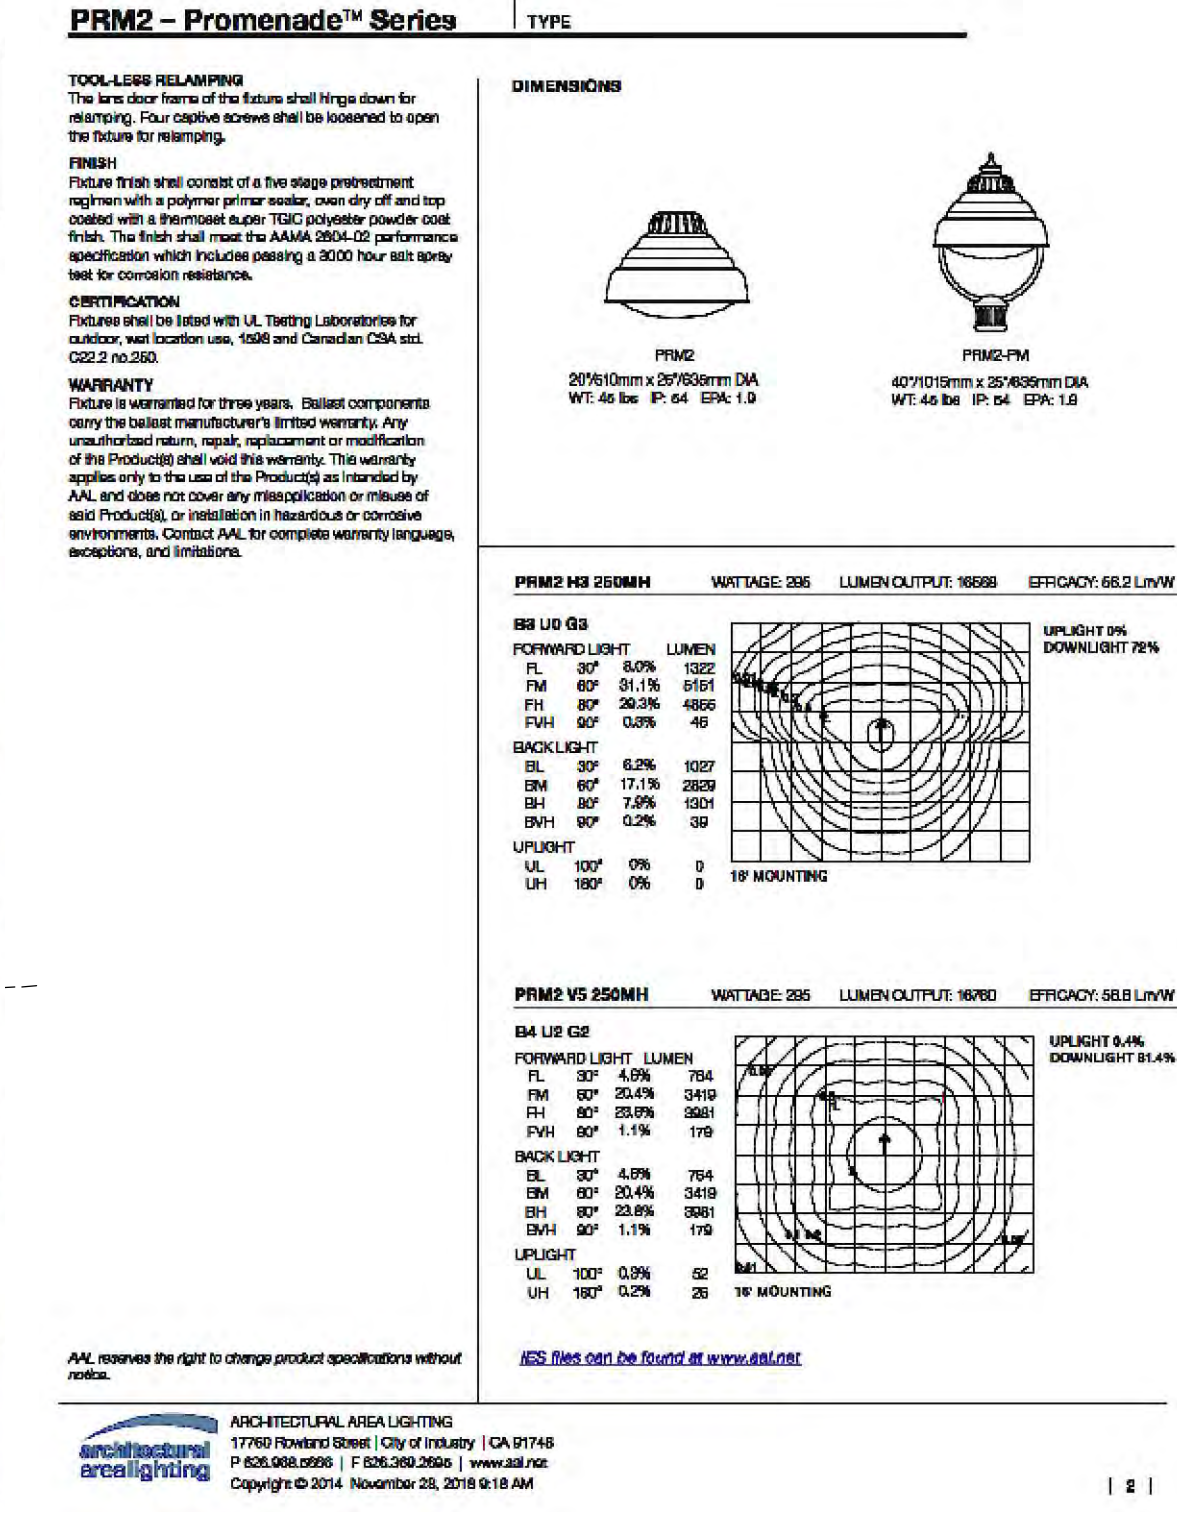 PRM2 – Promenade™ Series
TYPE
TOOL-LESS RELAMPING
The lens door frame of the fixture shall hinge down for
relamping. Four captive screws shall be loosened to open
the fixture for relamping.
FINISH
Fixture finish shall consist of a five stage pretreatment
regimen with a polymer primer sealer, oven dry off and top
coated with a thermoset super TGIC polyester powder coat
finish. The finish shall meet the AAMA 2604-02 performance
specification which includes passing a 3000 hour salt spray
test for corrosion resistance.
CERTIFICATION
Fixtures shall be listed with UL Testing Laboratories for
outdoor, wet location use, 1598 and Canadian CSA std.
C22.2 no.250.
WARRANTY
Fixture is warranted for three years. Ballast components
carry the ballast manufacturer's limited warranty. Any
unauthorized return, repair, replacement or modification
of the Product(s) shall void this warranty. This warranty
applies only to the use of the Product(s) as intended by
AAL and does not cover any misapplication or misuse of
said Product(s), or installation in hazardous or corrosive
environments. Contact AAL for complete warranty language,
exceptions, and limitations.
DIMENSIONS
PRM2
20"/510mm x 25"/635mm DIA
WT: 45 lbs IP: 54 EPA: 1.9
PRM2-PM
40"/1015mm x 25"/635mm DIA
WT: 45 lbs IP: 54 EPA: 1.9
PRM2 H3 250MH WATTAGE: 295 LUMEN OUTPUT: 16569 EFFICACY: 56.2 Lm/W
B3 U0 G3
FORWARD LIGHT LUMEN
FL 30° 8.0% 1322
FM 60° 31.1% 5151
FH 80° 29.3% 4855
FVH 90° 0.3% 46
BACK LIGHT
BL 30° 6.2% 1027
BM 60° 17.1% 2829
BH 80° 7.9% 1301
BVH 90° 0.2% 39
UPLIGHT
UL 100° 0% 0
UH 180° 0% 0
16' MOUNTING
UPLIGHT 0%
DOWNLIGHT 72%
PRM2 V5 250MH WATTAGE: 295 LUMEN OUTPUT: 16760 EFFICACY: 56.8 Lm/W
B4 U2 G2
FORWARD LIGHT LUMEN
FL 30° 4.6% 764
FM 60° 20.4% 3419
FH 80° 23.8% 3981
FVH 90° 1.1% 179
BACK LIGHT
BL 30° 4.6% 764
BM 60° 20.4% 3419
BH 80° 23.8% 3981
BVH 90° 1.1% 179
UPLIGHT
UL 100° 0.3% 52
UH 180° 0.2% 26
16' MOUNTING
UPLIGHT 0.4%
DOWNLIGHT 81.4%
AAL reserves the right to change product specifications without
notice.
IES files can be found at www.aal.net
architectural
area lighting
ARCHITECTURAL AREA LIGHTING
17760 Rowland Street | City of Industry | CA 91748
P 626.968.5666 | F 626.369.2695 | www.aal.net
Copyright © 2014 November 28, 2018 9:18 AM
| 2 |